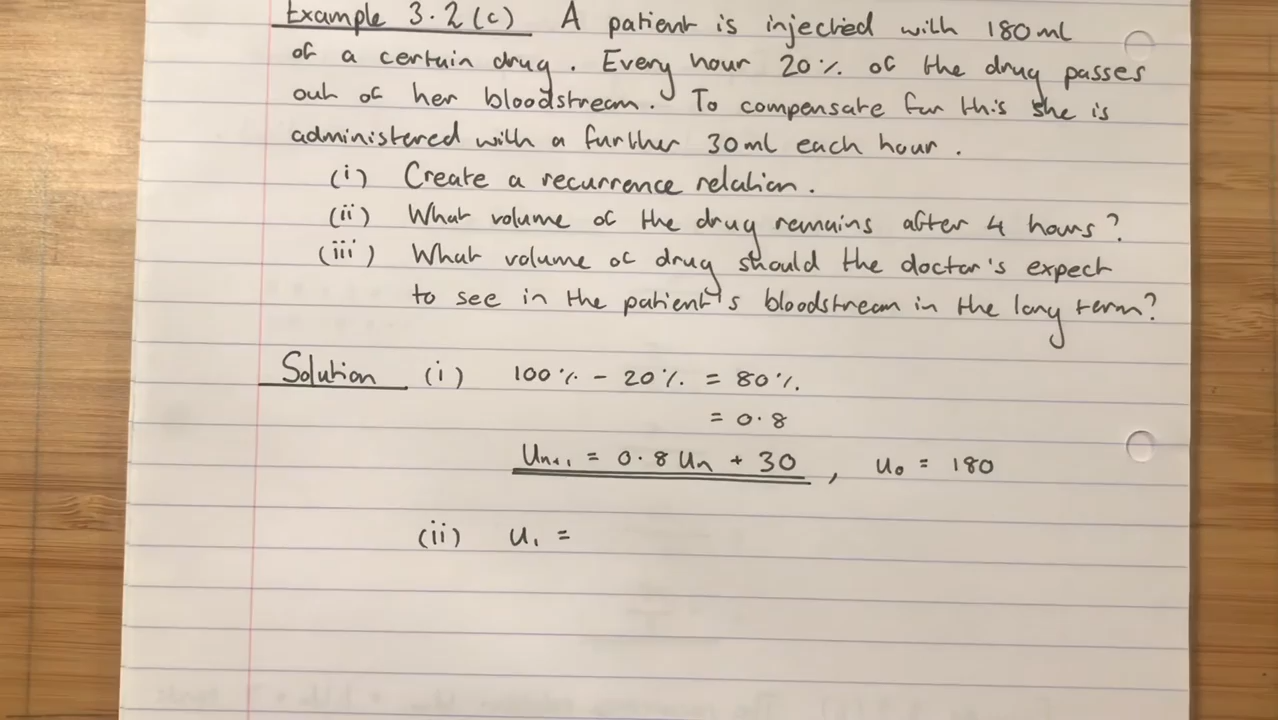 Example 3.2(c) A patient is injected with 180ml
of a certain drug. Every hour 20% of the drug passes
out of her bloodstream. To compensate for this she is
administered with a further 30ml each hour.
(i) Create a recurrence relation.
(ii) What volume of the drug remains after 4 hours?
(iii) What volume of drug should the doctor's expect
to see in the patient's bloodstream in the long term?
Solution (i) 100% - 20% = 80%.
= 0.8
Un+1 = 0.8 Un + 30 , U0 = 180
(ii) U1 =